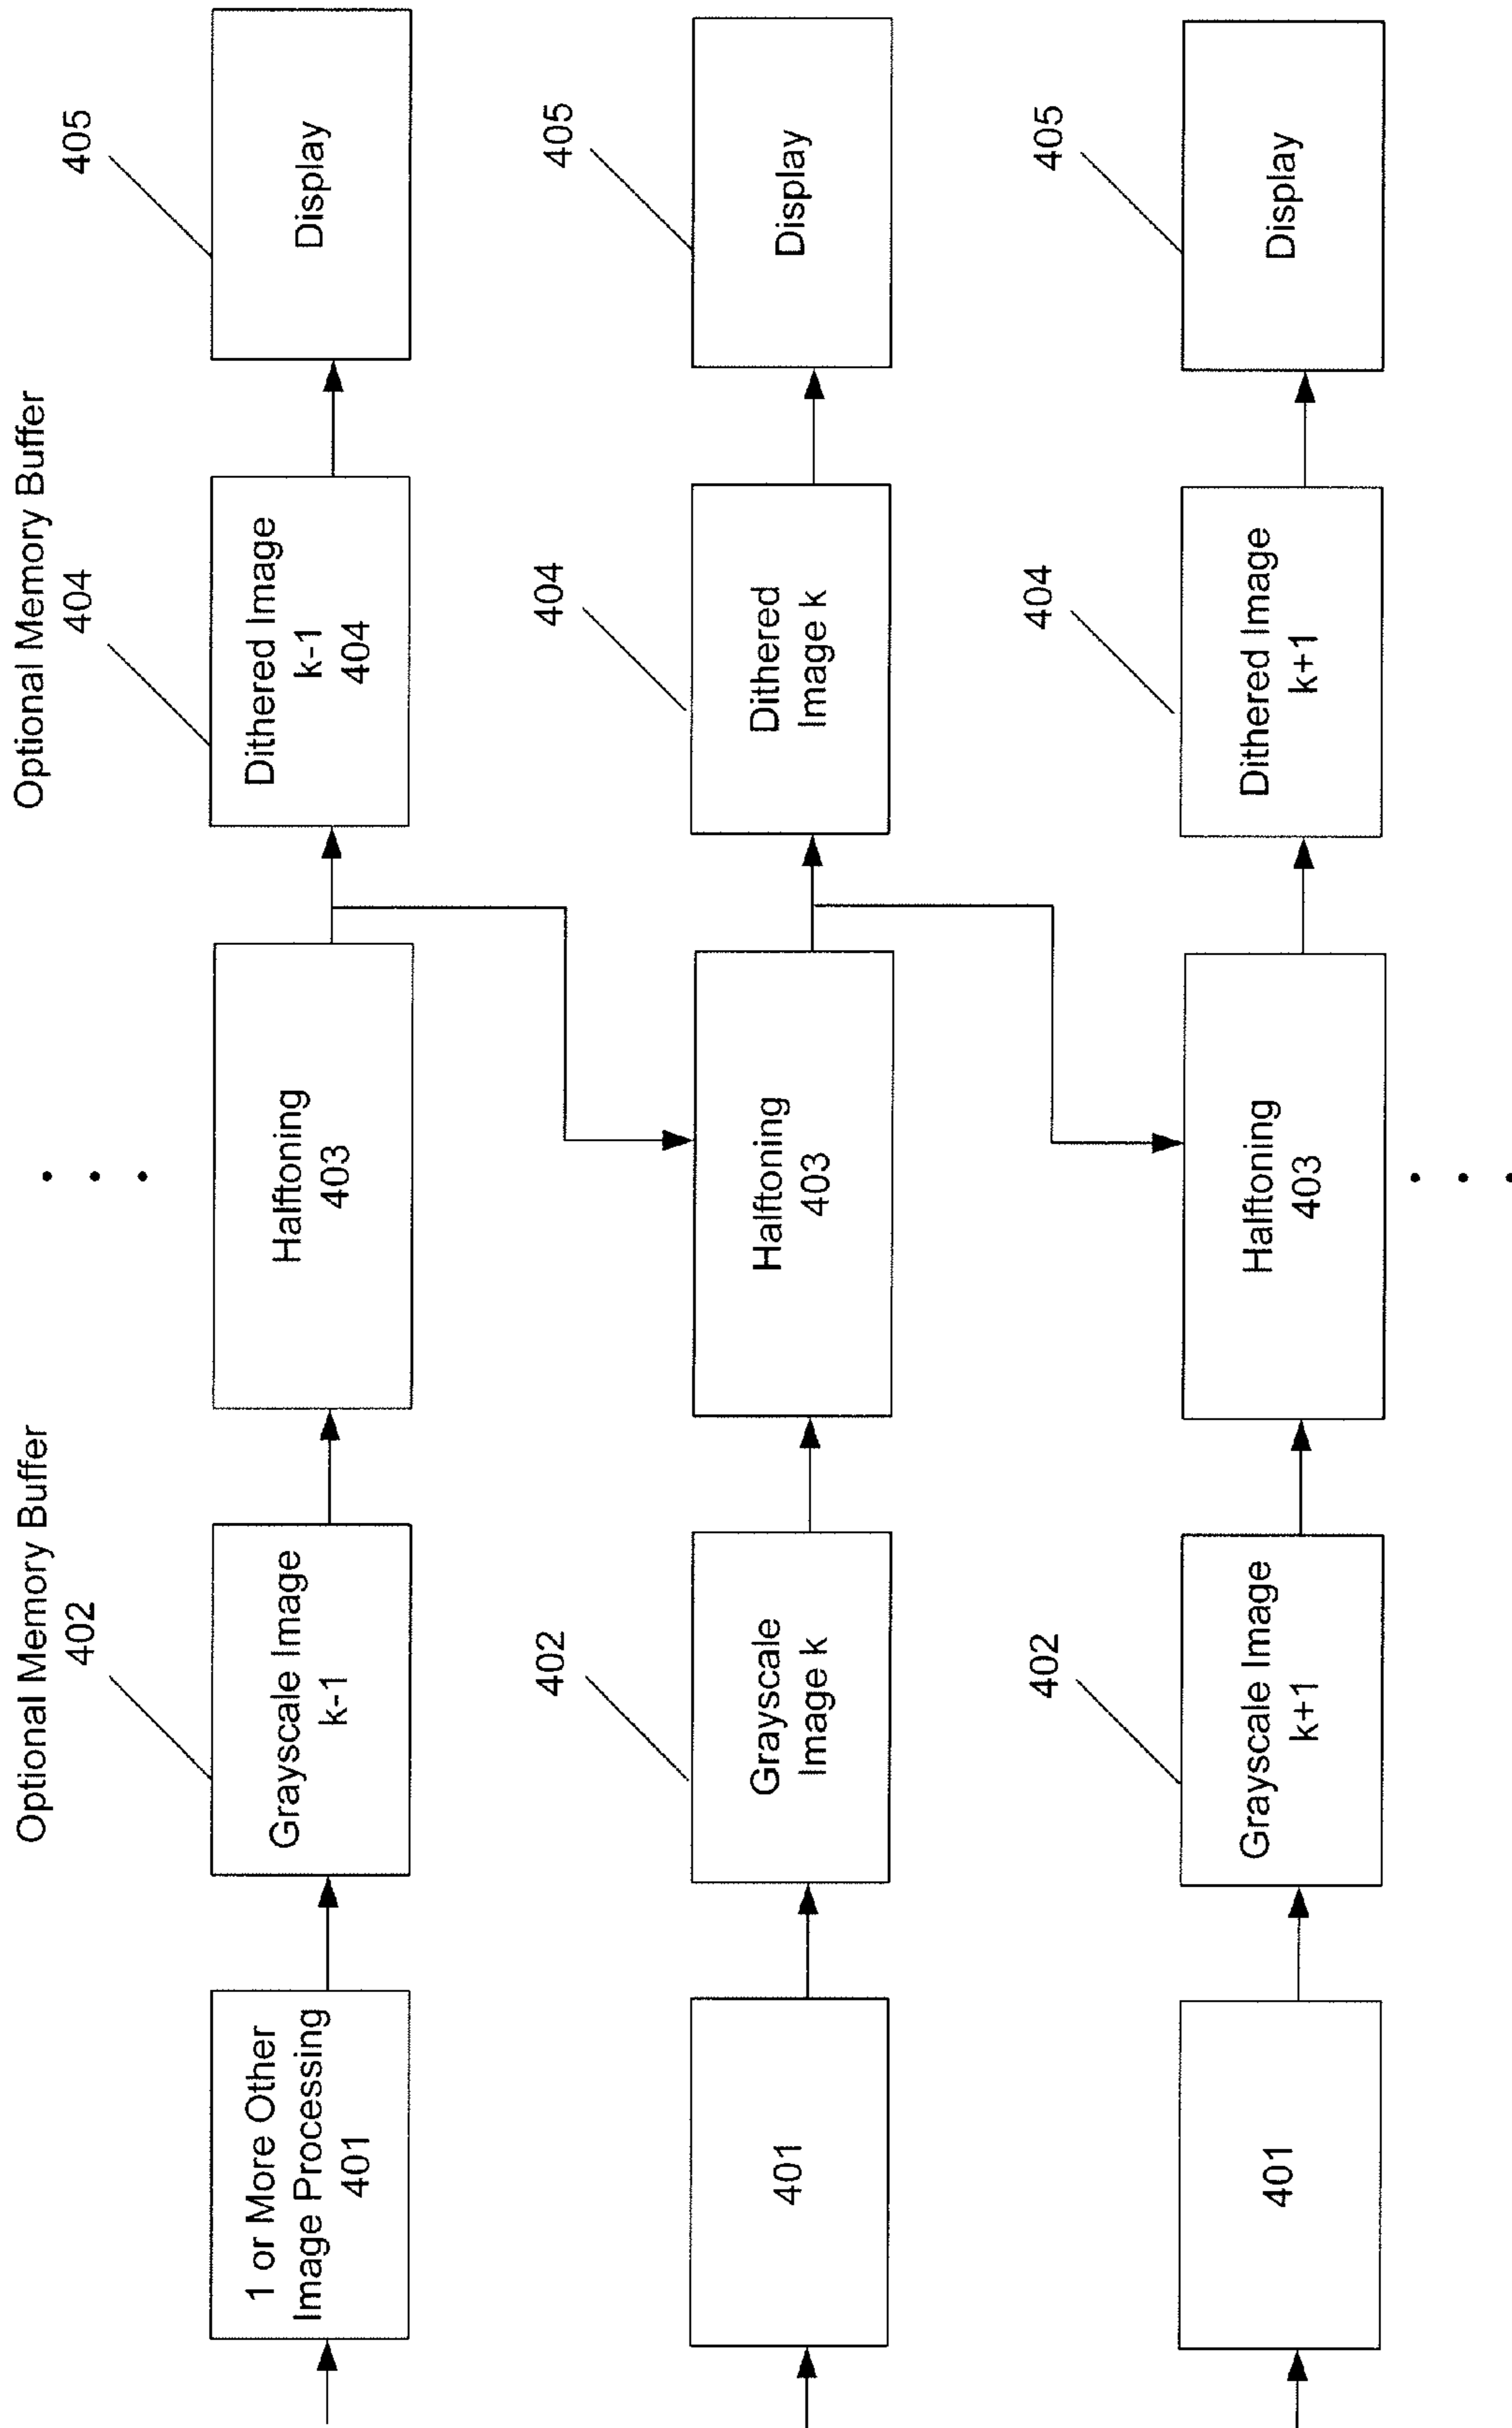 Optional Memory Buffer
Optional Memory Buffer
402
404
405
1 or More Other
Image Processing
401
Grayscale Image
k-1
Halftoning
403
Dithered Image
k-1
404
Display
402
404
405
401
Grayscale
Image k
Halftoning
403
Dithered
Image k
Display
402
404
405
401
Grayscale Image
k+1
Halftoning
403
Dithered Image
k+1
Display